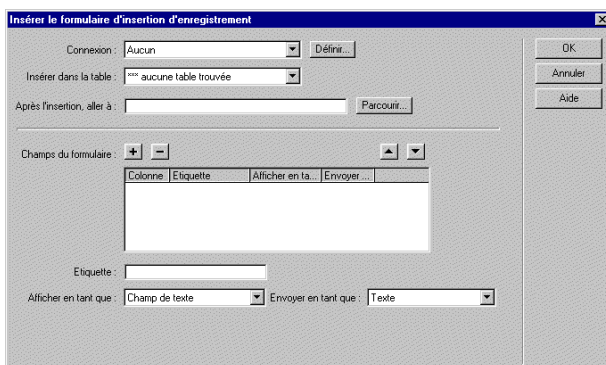 Insérer le formulaire d'insertion d'enregistrement
Connexion : Aucun Définir... OK
Insérer dans la table : *** aucune table trouvée Annuler
Après l'insertion, aller à : Parcourir... Aide
Champs du formulaire :
Colonne Etiquette Afficher en ta... Envoyer ...
Etiquette :
Afficher en tant que : Champ de texte Envoyer en tant que : Texte